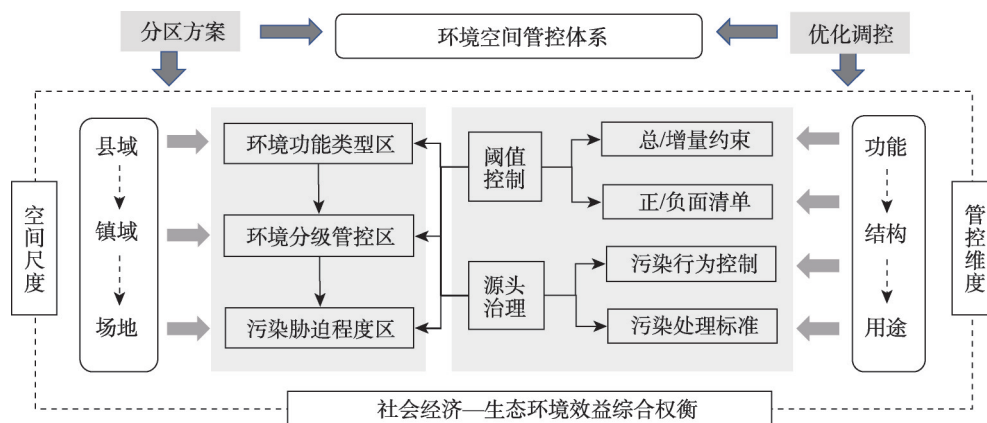 分区方案
环境空间管控体系
优化调控
县域
镇域
场地
空间尺度
环境功能类型区
环境分级管控区
污染胁迫程度区
阈值
控制
源头
治理
总/增量约束
正/负面清单
污染行为控制
污染处理标准
功能
结构
用途
管控维度
社会经济—生态环境效益综合权衡